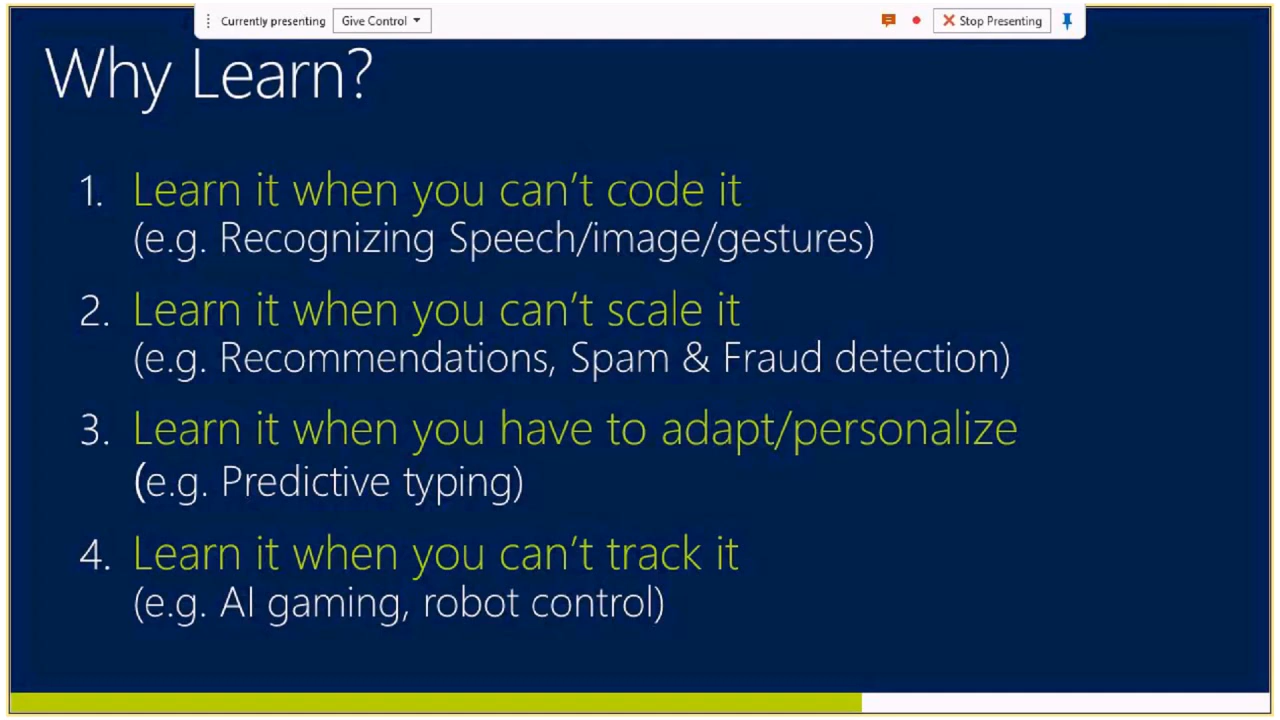 Currently presenting Give Control Stop Presenting
Why Learn?
1. Learn it when you can't code it
(e.g. Recognizing Speech/image/gestures)
2. Learn it when you can't scale it
(e.g. Recommendations, Spam & Fraud detection)
3. Learn it when you have to adapt/personalize
(e.g. Predictive typing)
4. Learn it when you can't track it
(e.g. AI gaming, robot control)